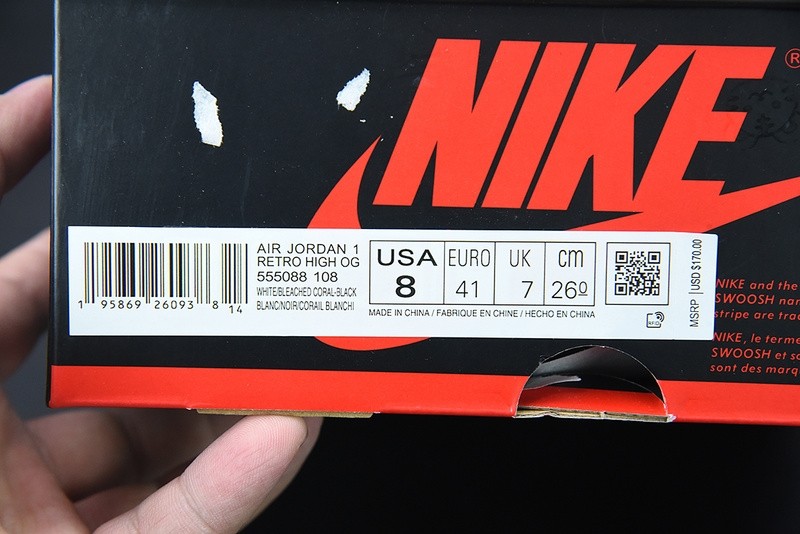 NIKE ®
AIR JORDAN 1
RETRO HIGH OG
555088 108
WHITE/BLEACHED CORAL-BLACK
BLANC/NOIR/CORAIL BLANCHI
1 95869 26093 8 14
USA EURO UK cm
8 41 7 26º
MADE IN CHINA / FABRIQUE EN CHINE / HECHO EN CHINA
RFID
MSRP USD $170.00
NIKE and the
SWOOSH nam
stripe are trac
NIKE, le terme
SWOOSH et so
sont des marqu